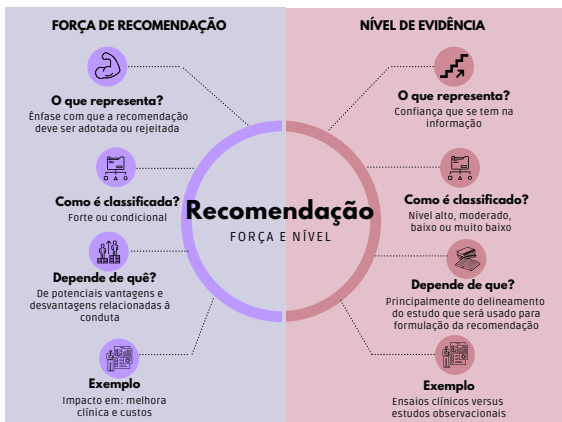 FORÇA DE RECOMENDAÇÃO
O que representa?
Ênfase com que a recomendação
deve ser adotada ou rejeitada
Como é classificada?
Forte ou condicional
Depende de quê?
De potenciais vantagens e
desvantagens relacionadas à
conduta
Exemplo
Impacto em: melhora
clínica e custos
Recomendação
FORÇA E NÍVEL
NÍVEL DE EVIDÊNCIA
O que representa?
Confiança que se tem na
informação
Como é classificado?
Nível alto, moderado,
baixo ou muito baixo
Depende de que?
Principalmente do delineamento
do estudo que será usado para
formulação da recomendação
Exemplo
Ensaios clínicos versus
estudos observacionais